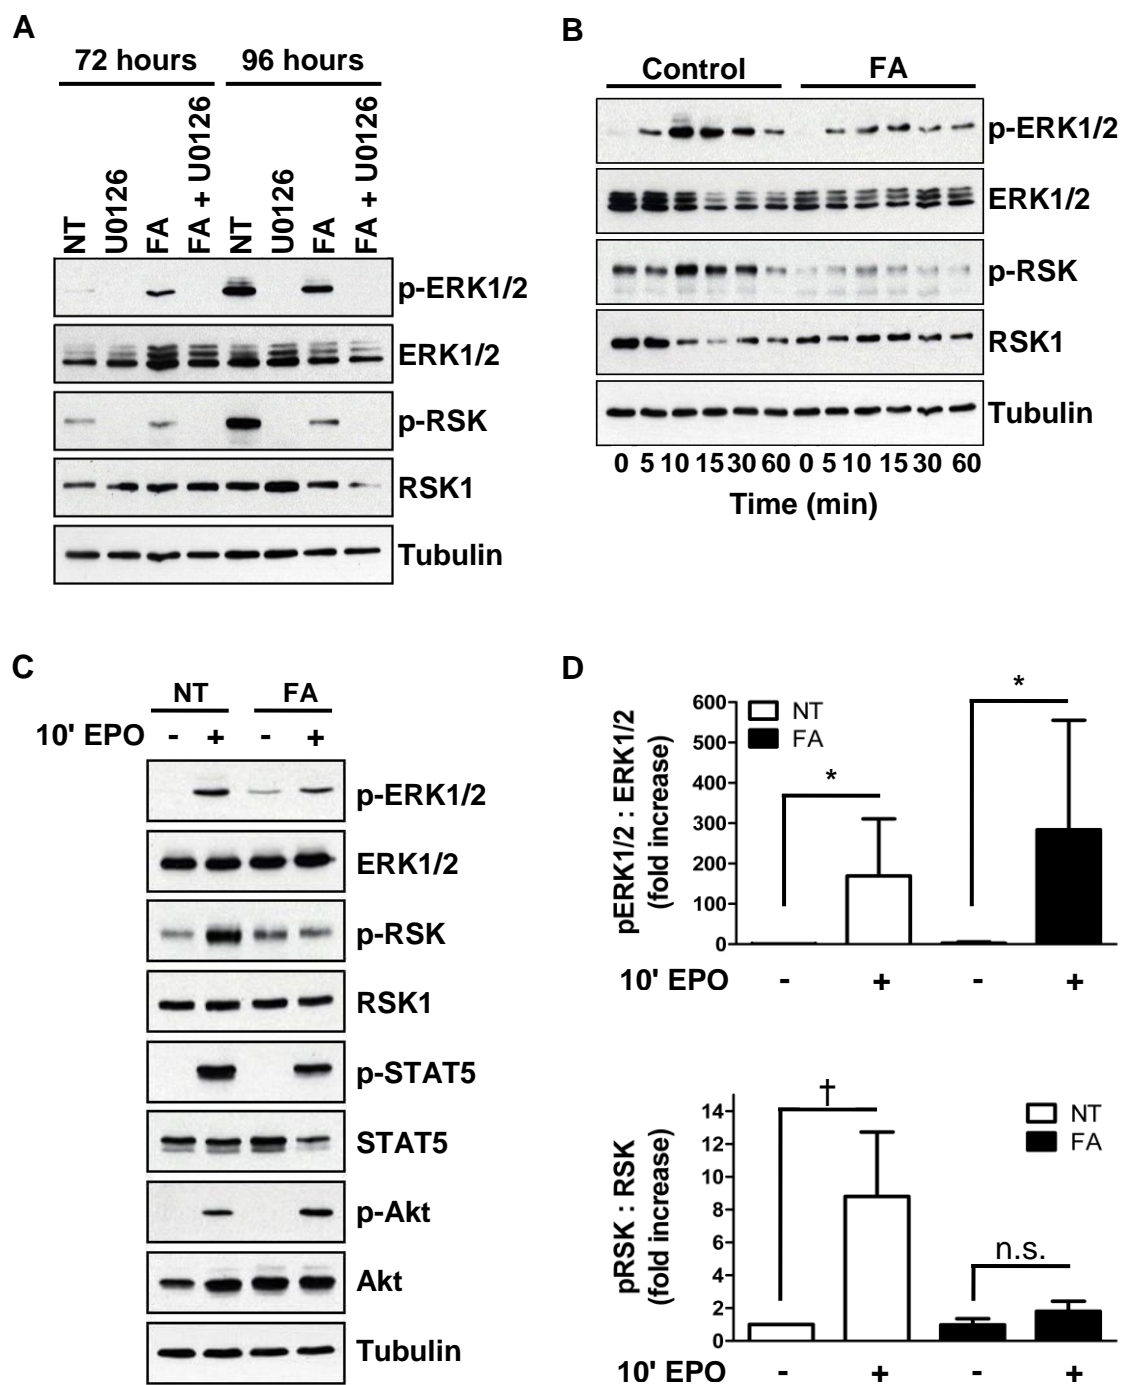 A
72 hours 96 hours
NT U0126 FA FA + U0126 NT U0126 FA FA + U0126
p-ERK1/2
ERK1/2
p-RSK
RSK1
Tubulin
B
Control FA
p-ERK1/2
ERK1/2
p-RSK
RSK1
Tubulin
0 5 10 15 30 60 0 5 10 15 30 60
Time (min)
C
NT FA
10' EPO - + - +
p-ERK1/2
ERK1/2
p-RSK
RSK1
p-STAT5
STAT5
p-Akt
Akt
Tubulin
D
pERK1/2 : ERK1/2
(fold increase)
600
500
400
300
200
100
0
NT
FA
*
*
10' EPO - + - +
pRSK : RSK
(fold increase)
14
12
10
8
6
4
2
0
NT
FA
†
n.s.
10' EPO - + - +